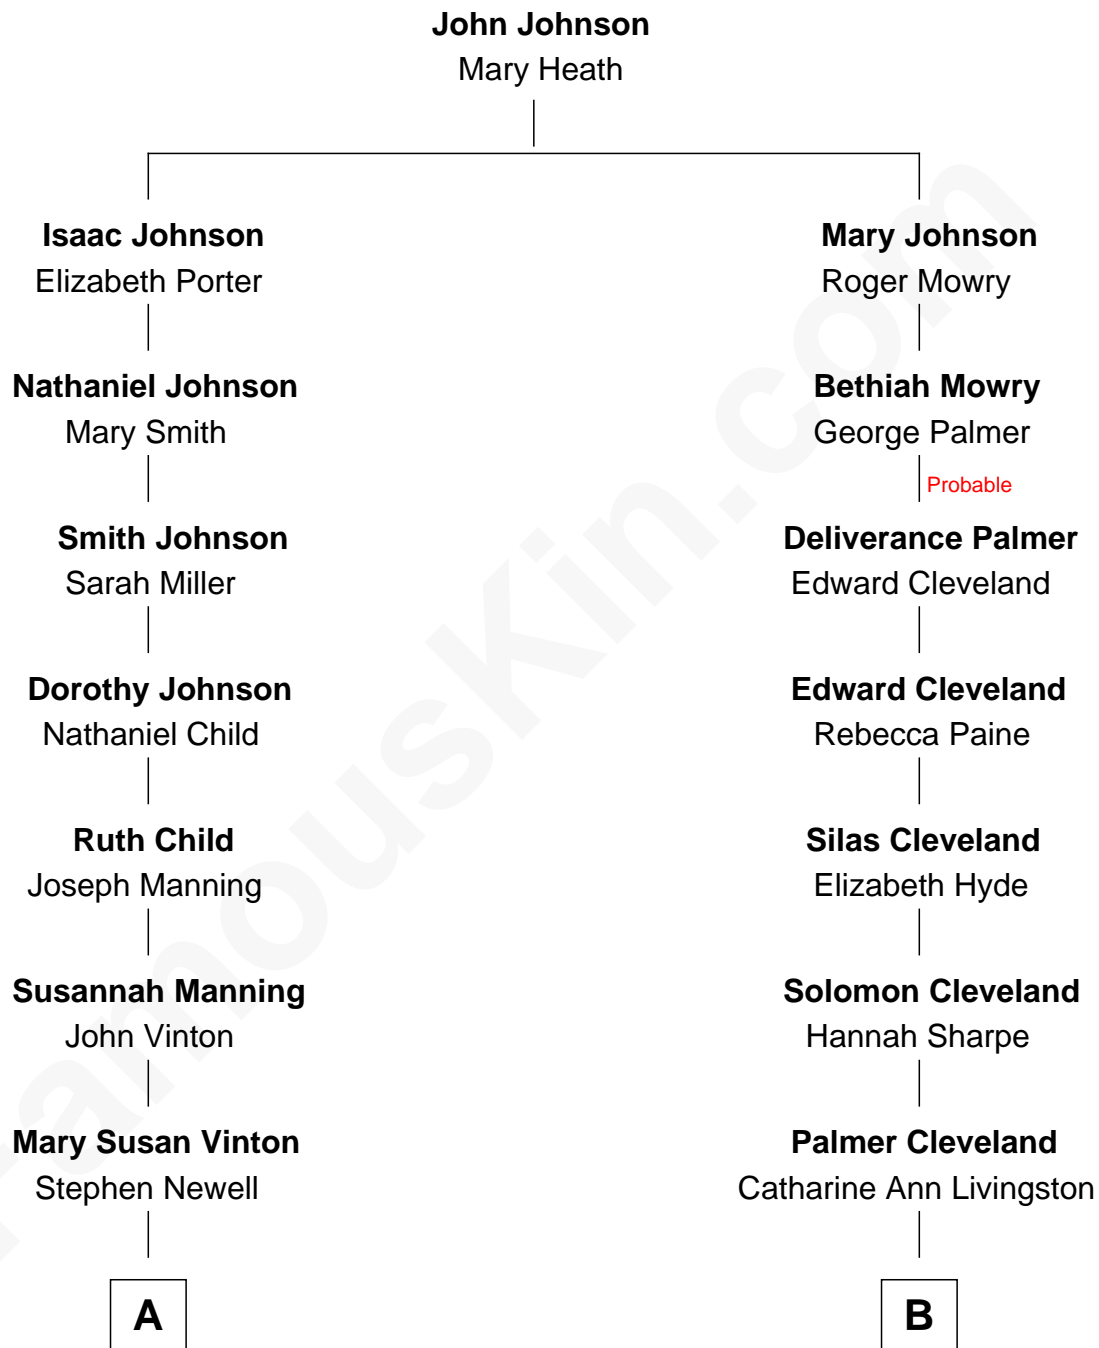 John Johnson
Mary Heath
Isaac Johnson
Elizabeth Porter
Mary Johnson
Roger Mowry
Nathaniel Johnson
Mary Smith
Bethiah Mowry
George Palmer
Probable
Smith Johnson
Sarah Miller
Deliverance Palmer
Edward Cleveland
Dorothy Johnson
Nathaniel Child
Edward Cleveland
Rebecca Paine
Ruth Child
Joseph Manning
Silas Cleveland
Elizabeth Hyde
Susannah Manning
John Vinton
Solomon Cleveland
Hannah Sharpe
Mary Susan Vinton
Stephen Newell
Palmer Cleveland
Catharine Ann Livingston
A
B
FamousKin.com